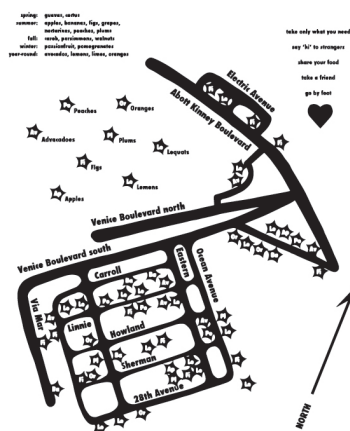 spring: guavas, surtas
summer: apples, bananas, figs, grapes,
nectarines, peaches, plums
fall: carob, persimmons, walnuts
winter: passionfruit, pomegranates
year-round: avocados, lemons, limes, oranges
take only what you need
say 'hi' to strangers
share your food
take a friend
go by foot
Electric Avenue
Abott Kinney Boulevard
Peaches
Oranges
Advocadoes
Plums
Loquats
Figs
Lemons
Apples
Venice Boulevard north
Venice Boulevard south
Carroll
Eastern
Ocean Avenue
Via Mar
Linnie
Howland
Sherman
28th Avenue
NORTH